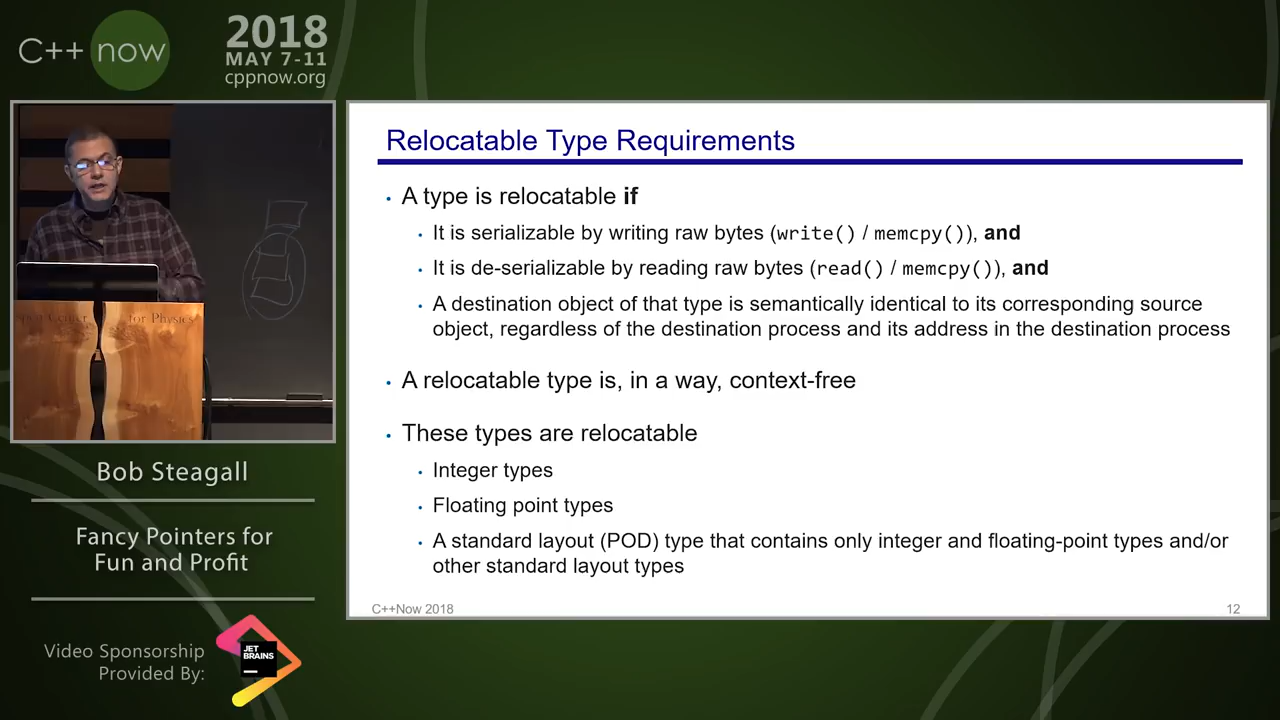 C++ now
2018
MAY 7-11
cppnow.org
Relocatable Type Requirements
• A type is relocatable if
• It is serializable by writing raw bytes (write() / memcpy()), and
• It is de-serializable by reading raw bytes (read() / memcpy()), and
• A destination object of that type is semantically identical to its corresponding source
object, regardless of the destination process and its address in the destination process
• A relocatable type is, in a way, context-free
• These types are relocatable
• Integer types
• Floating point types
• A standard layout (POD) type that contains only integer and floating-point types and/or
other standard layout types
C++Now 2018
12
for Physics
Bob Steagall
Fancy Pointers for
Fun and Profit
Video Sponsorship
Provided By:
JET
BRAINS